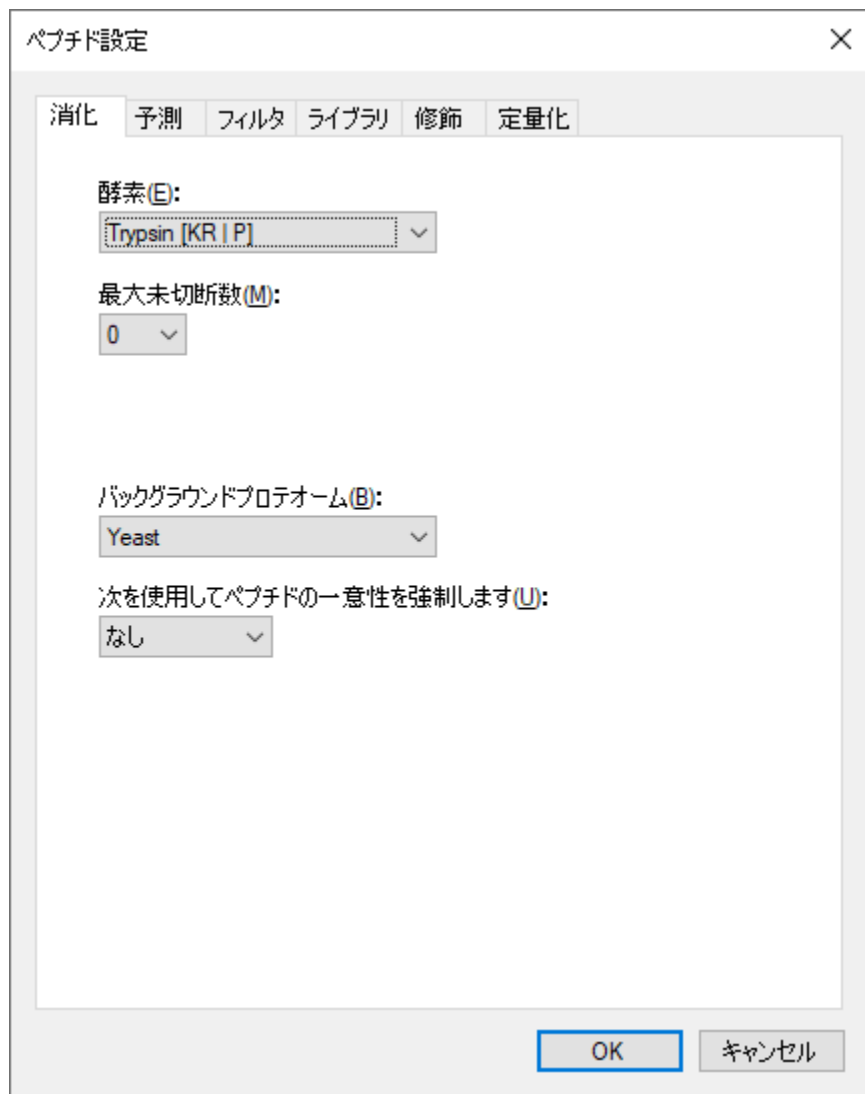 ペプチド設定
消化 予測 フィルタ ライブラリ 修飾 定量化
酵素(E):
Trypsin [KR | P]
最大未切断数(M):
0
バックグラウンドプロテオーム(B):
Yeast
次を使用してペプチドの一意性を強制します(U):
なし
OK キャンセル